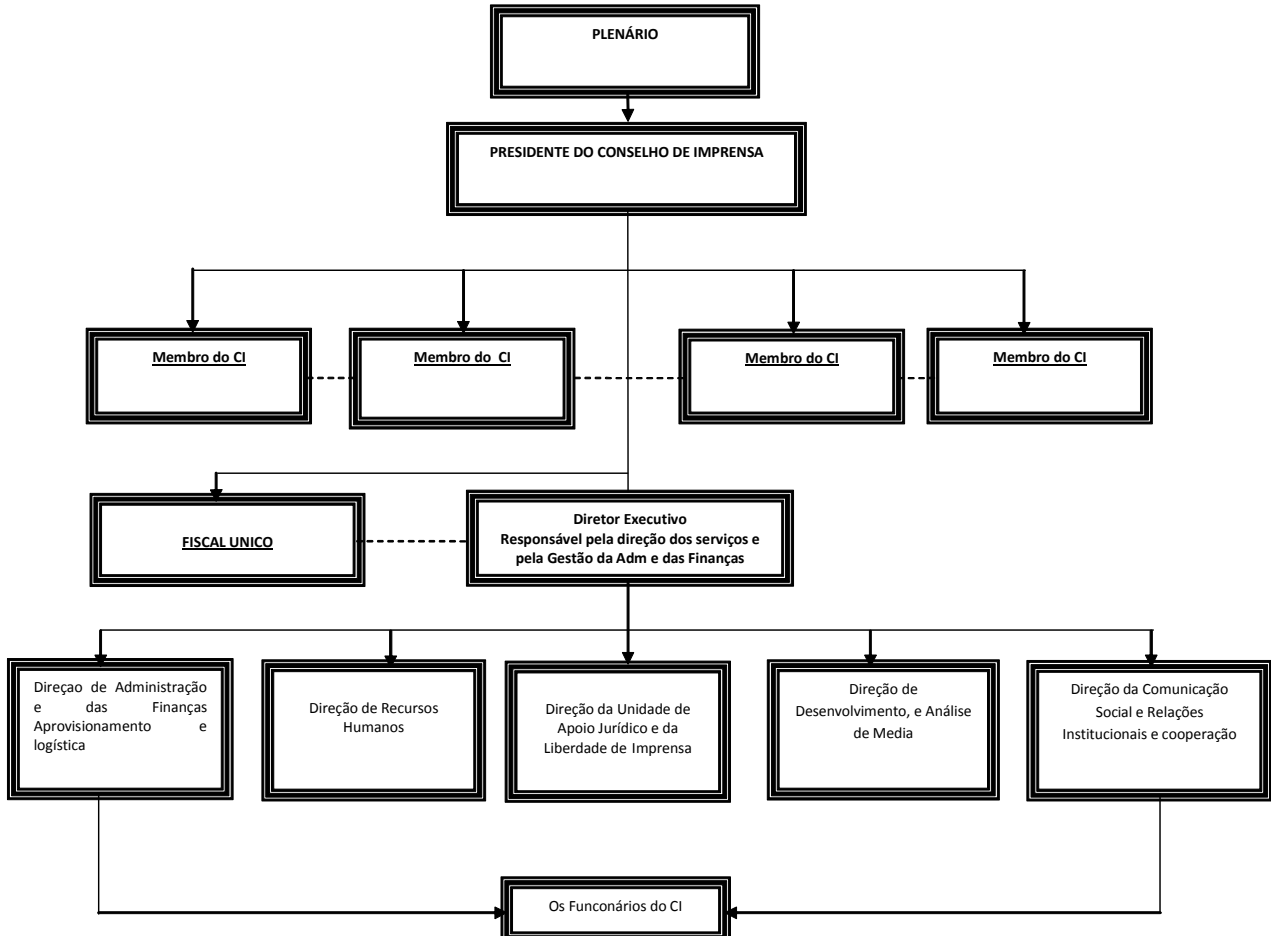 PLENÁRIO
PRESIDENTE DO CONSELHO DE IMPRENSA
Membro do CI
Membro do CI
Membro do CI
Membro do CI
FISCAL UNICO
Diretor Executivo
Responsável pela direção dos serviços e
pela Gestão da Adm e das Finanças
Direçao de Administração
e das Finanças
Aprovisionamento e
logística
Direção de Recursos
Humanos
Direção da Unidade de
Apoio Jurídico e da
Liberdade de Imprensa
Direção de
Desenvolvimento, e Análise
de Media
Direção da Comunicação
Social e Relações
Institucionais e cooperação
Os Funconários do CI